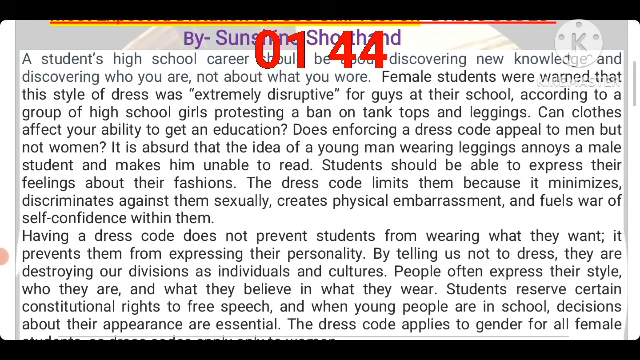 By- Sunshine Shorthand
01 44
A student's high school career should be about discovering new knowledge and
discovering who you are, not about what you wore. Female students were warned that
this style of dress was “extremely disruptive” for guys at their school, according to a
group of high school girls protesting a ban on tank tops and leggings. Can clothes
affect your ability to get an education? Does enforcing a dress code appeal to men but
not women? It is absurd that the idea of a young man wearing leggings annoys a male
student and makes him unable to read. Students should be able to express their
feelings about their fashions. The dress code limits them because it minimizes,
discriminates against them sexually, creates physical embarrassment, and fuels war of
self-confidence within them.
Having a dress code does not prevent students from wearing what they want; it
prevents them from expressing their personality. By telling us not to dress, they are
destroying our divisions as individuals and cultures. People often express their style,
who they are, and what they believe in what they wear. Students reserve certain
constitutional rights to free speech, and when young people are in school, decisions
about their appearance are essential. The dress code applies to gender for all female
students, as dress codes apply only to women
K
KINEMASTER